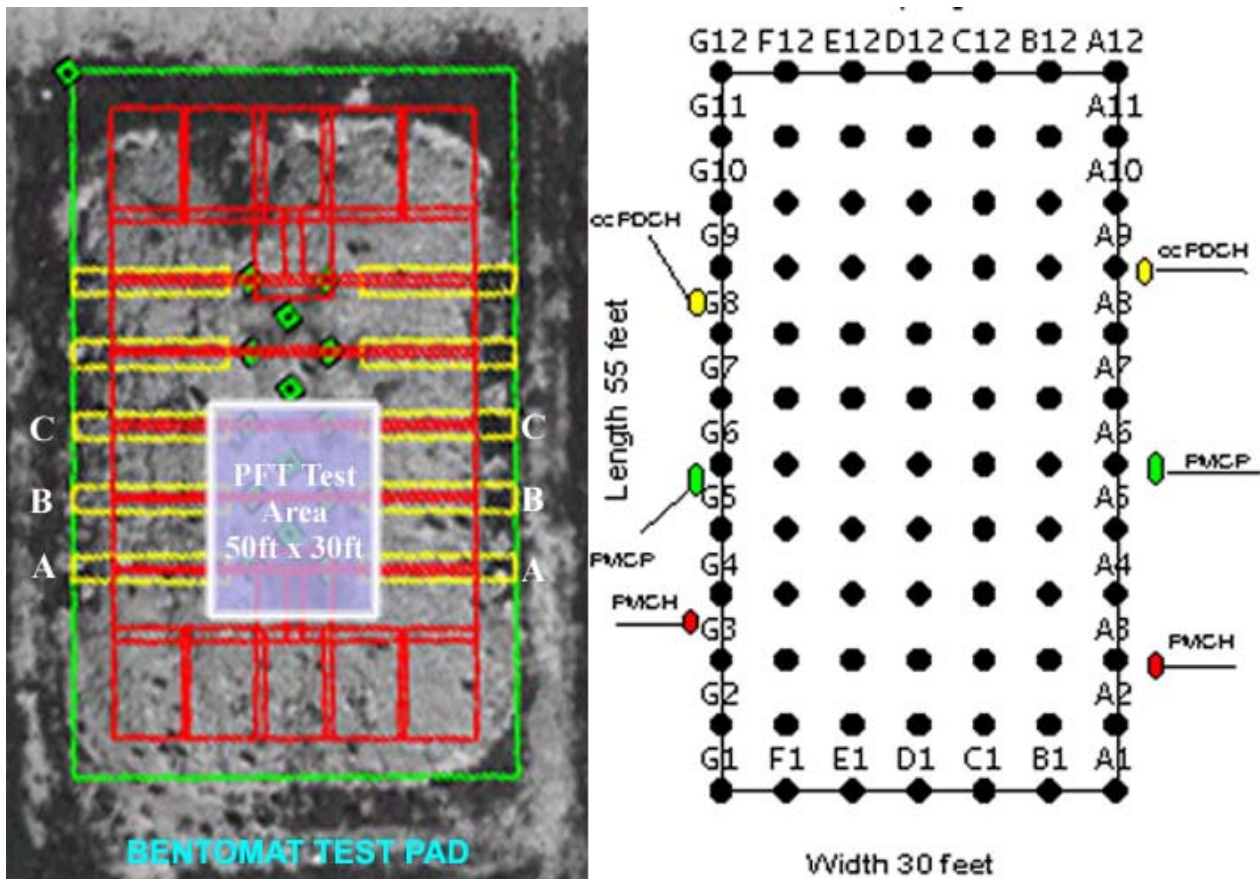 C C
PFT Test
Area
50ft x 30ft
B B
A A
BENTOMAT TEST PAD
G12 F12 E12 D12 C12 B12 A12
G11 A11
G10 A10
G9 A9
G8 A8
G7 A7
G6 A6
G5 A5
G4 A4
G3 A3
G2 A2
G1 F1 E1 D1 C1 B1 A1
Length 55 feet
Width 30 feet
PMCP
PMCP
PMCH
PMCH